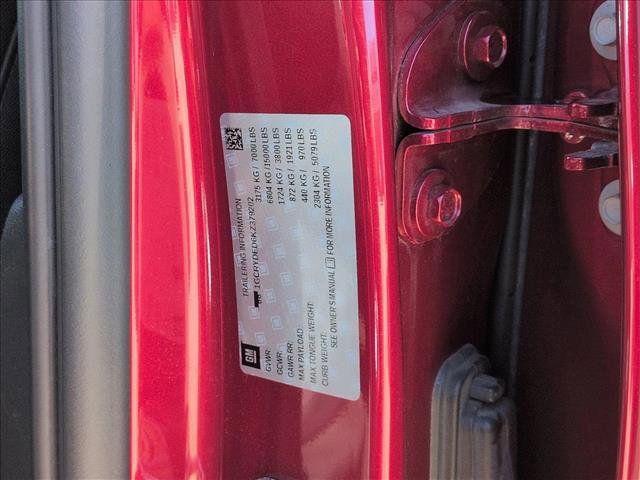 GM
TRAILERING INFORMATION
1GCRYDED6KZ379202
GVWR: 3175 KG / 7000 LBS
GCWR: 6804 KG / 15000 LBS
GAWR RR: 1724 KG / 3800 LBS
MAX PAYLOAD: 872 KG / 1921 LBS
MAX TONGUE WEIGHT: 440 KG / 970 LBS
CURB WEIGHT: 2304 KG / 5079 LBS
SEE OWNER'S MANUAL FOR MORE INFORMATION